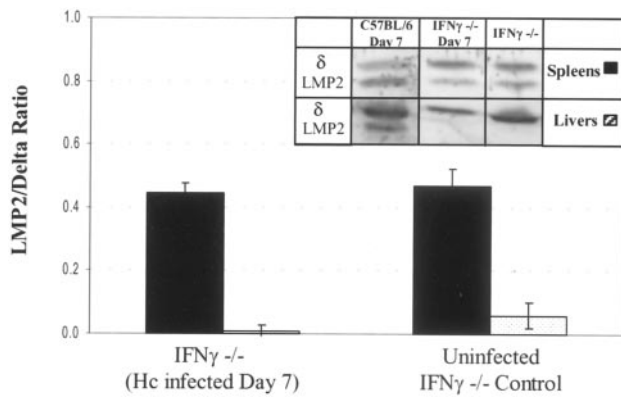 C57BL/6 IFNγ -/- IFNγ -/-
Day 7 Day 7
δ
LMP2
Spleens
δ
LMP2
Livers
LMP2/Delta Ratio
1.0
0.8
0.6
0.4
0.2
0.0
IFNγ -/- Uninfected
(Hc infected Day 7) IFNγ -/- Control